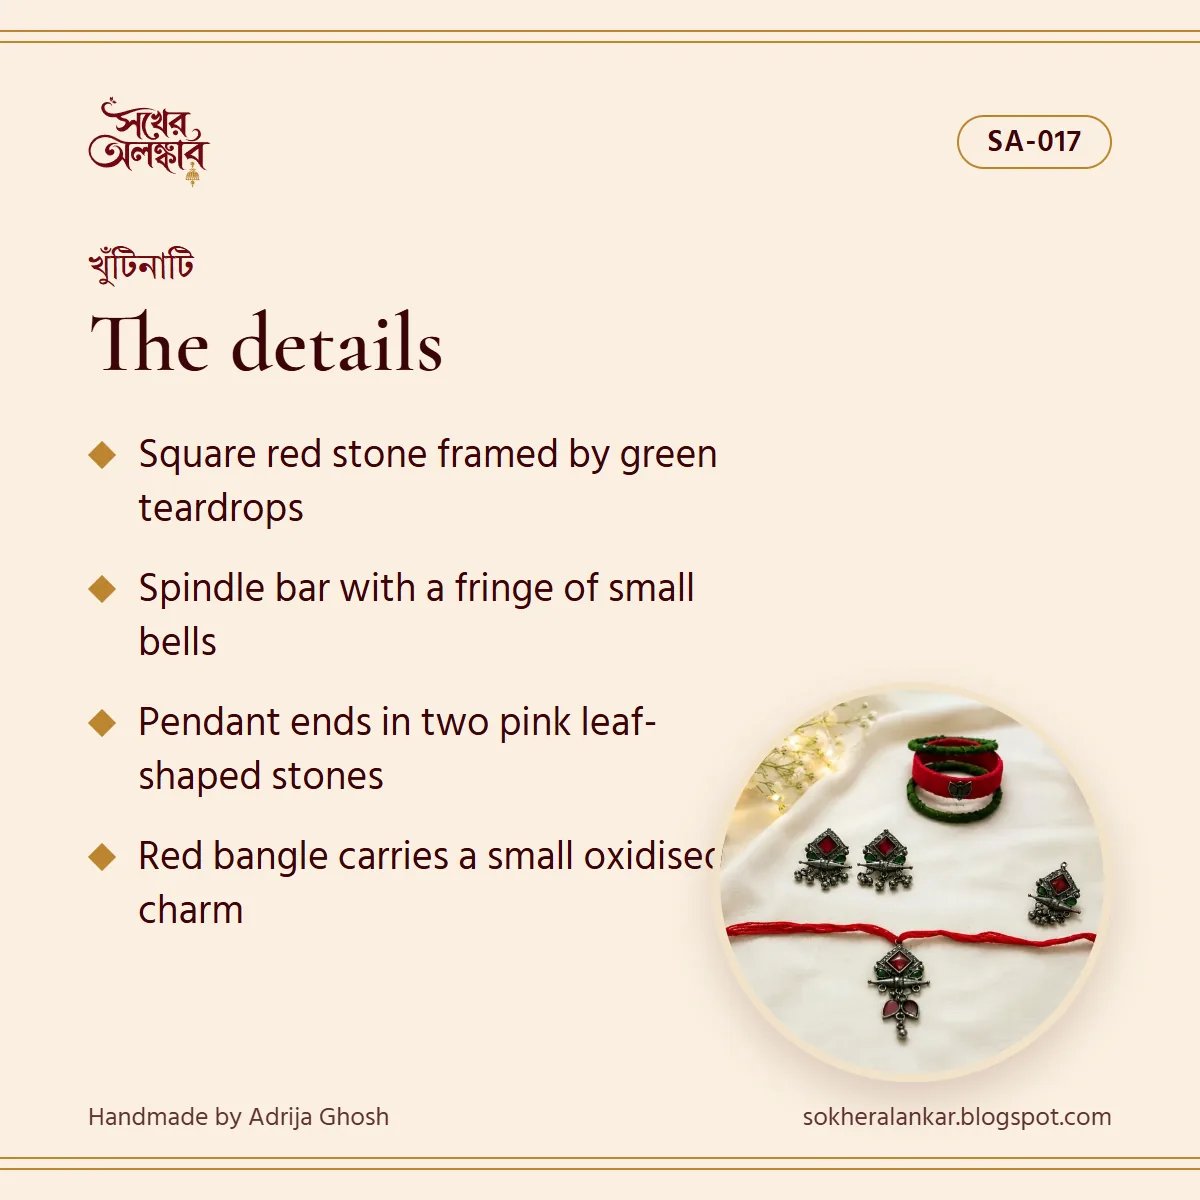 সখের
অলঙ্কার
SA-017
খুঁটিনাটি
The details
Square red stone framed by green
teardrops
Spindle bar with a fringe of small
bells
Pendant ends in two pink leaf-
shaped stones
Red bangle carries a small oxidised
charm
Handmade by Adrija Ghosh
sokheralankar.blogspot.com